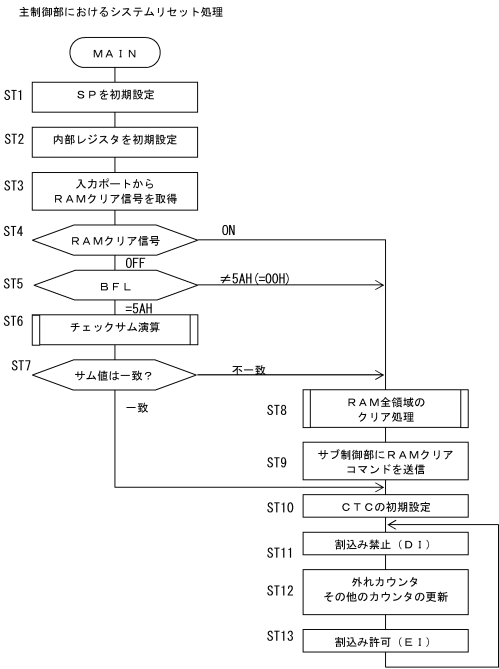 主制御部におけるシステムリセット処理
ＭＡＩＮ
ST1
ＳＰを初期設定
ST2
内部レジスタを初期設定
ST3
入力ポートから
ＲＡＭクリア信号を取得
ST4
ＲＡＭクリア信号
ON
OFF
ST5
ＢＦＬ
≠5AH(=00H)
=5AH
ST6
チェックサム演算
ST7
サム値は一致？
不一致
一致
ST8
ＲＡＭ全領域の
クリア処理
ST9
サブ制御部にＲＡＭクリア
コマンドを送信
ST10
ＣＴＣの初期設定
ST11
割込み禁止（ＤＩ）
ST12
外れカウンタ
その他のカウンタの更新
ST13
割込み許可（ＥＩ）